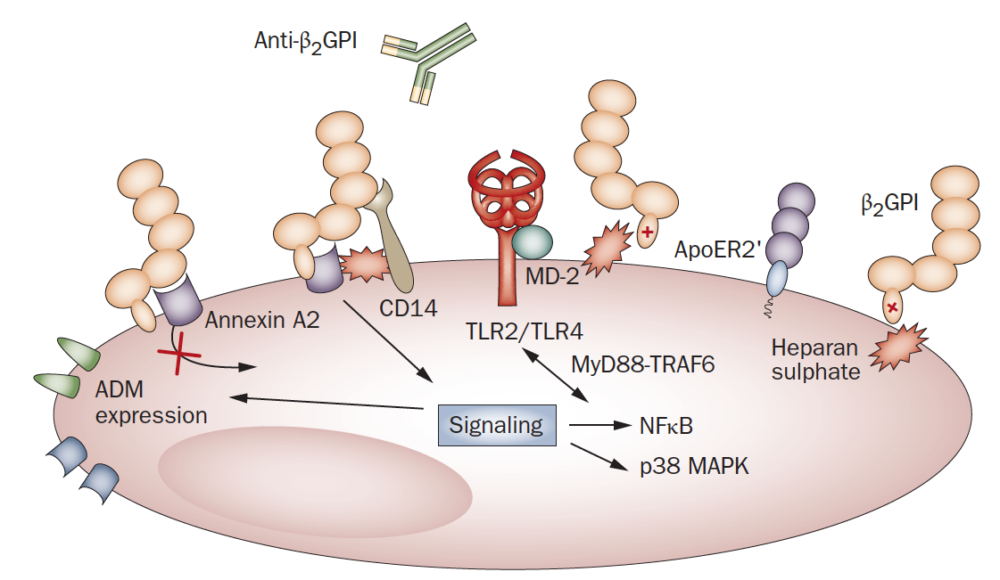 Anti-β₂GPI
β₂GPI
ApoER2'
MD-2
Annexin A2
CD14
TLR2/TLR4
Heparan
sulphate
MyD88-TRAF6
ADM
expression
Signaling
NFκB
p38 MAPK
+
+